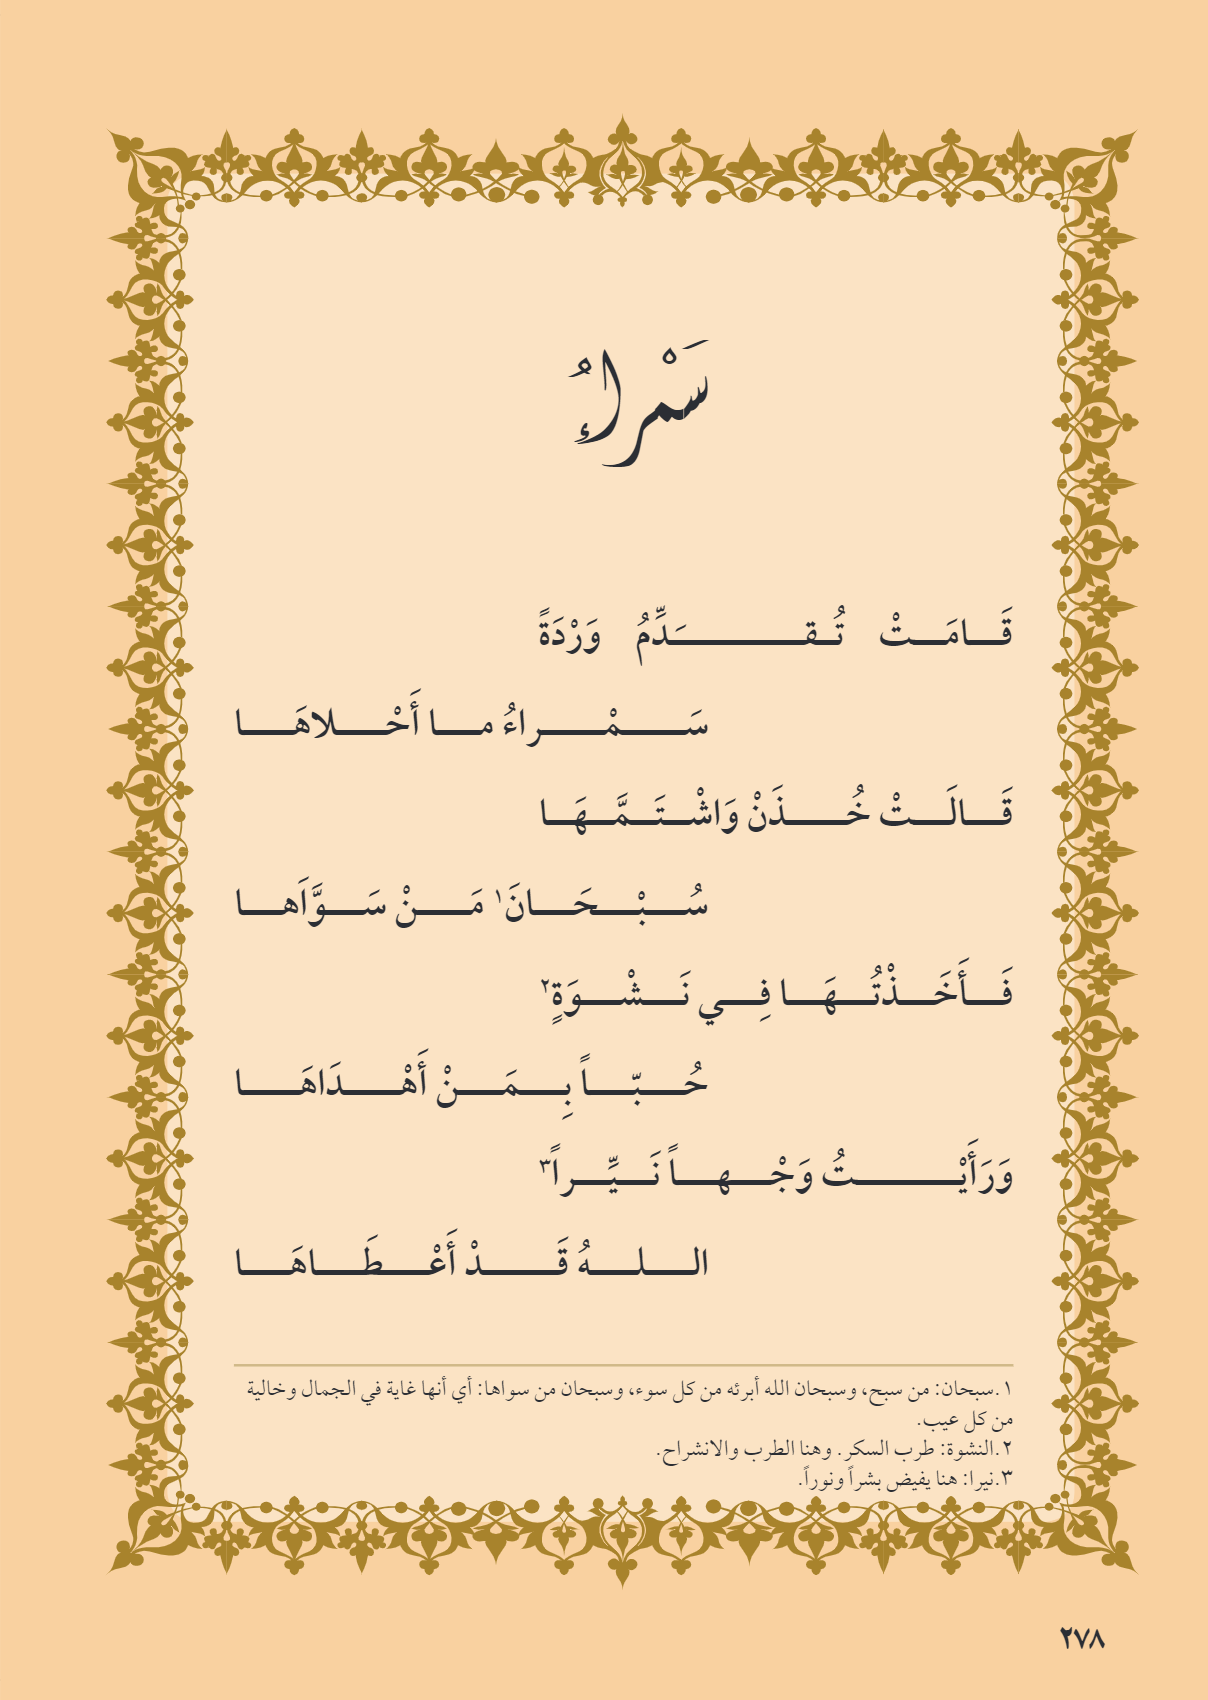 سَمْراءُ
قَامَتْ تُقَدِّمُ وَرْدَةً
سَمْراءُ ما أَحْلاهَا
قَالَتْ خُذَنْ وَاشْتَمَّهَا
سُبْحَانَ١ مَنْ سَوَّاَها
فَأَخَذْتُهَا فِي نَشْوَةٍ٢
حُبّاً بِمَنْ أَهْدَاهَا
وَرَأَيْتُ وَجْهاً نَيِّراً٣
اللهُ قَدْ أَعْطَاهَا
١.سبحان: من سبح، وسبحان الله أبرئه من كل سوء، وسبحان من سواها: أي أنها غاية في الجمال وخالية
من كل عيب.
٢.النشوة: طرب السكر. وهنا الطرب والانشراح.
٣.نيرا: هنا يفيض بشراً ونوراً.
٢٧٨